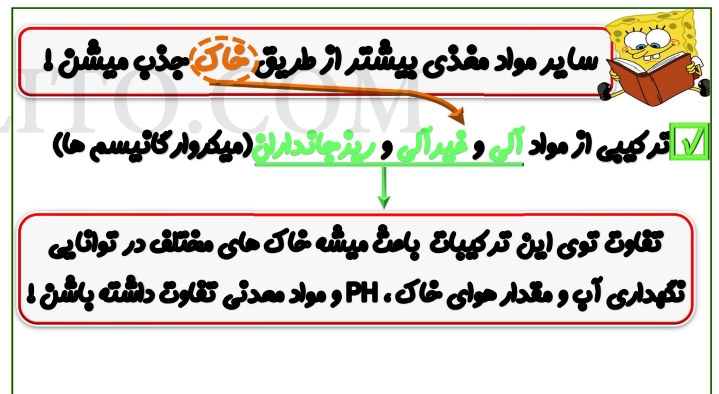 سایر مواد مغذی بیشتر از طریق خاک جذب میشن !
ترکیبی از مواد آلی و غیرآلی و ریزجانداران (میکروارگانیسم ها)
تفاوت توی این ترکیبات باعث میشه خاک های مختلف در توانایی
نگهداری آب و مقدار هوای خاک ، PH و مواد معدنی تفاوت داشته باشن !
LITO.COM